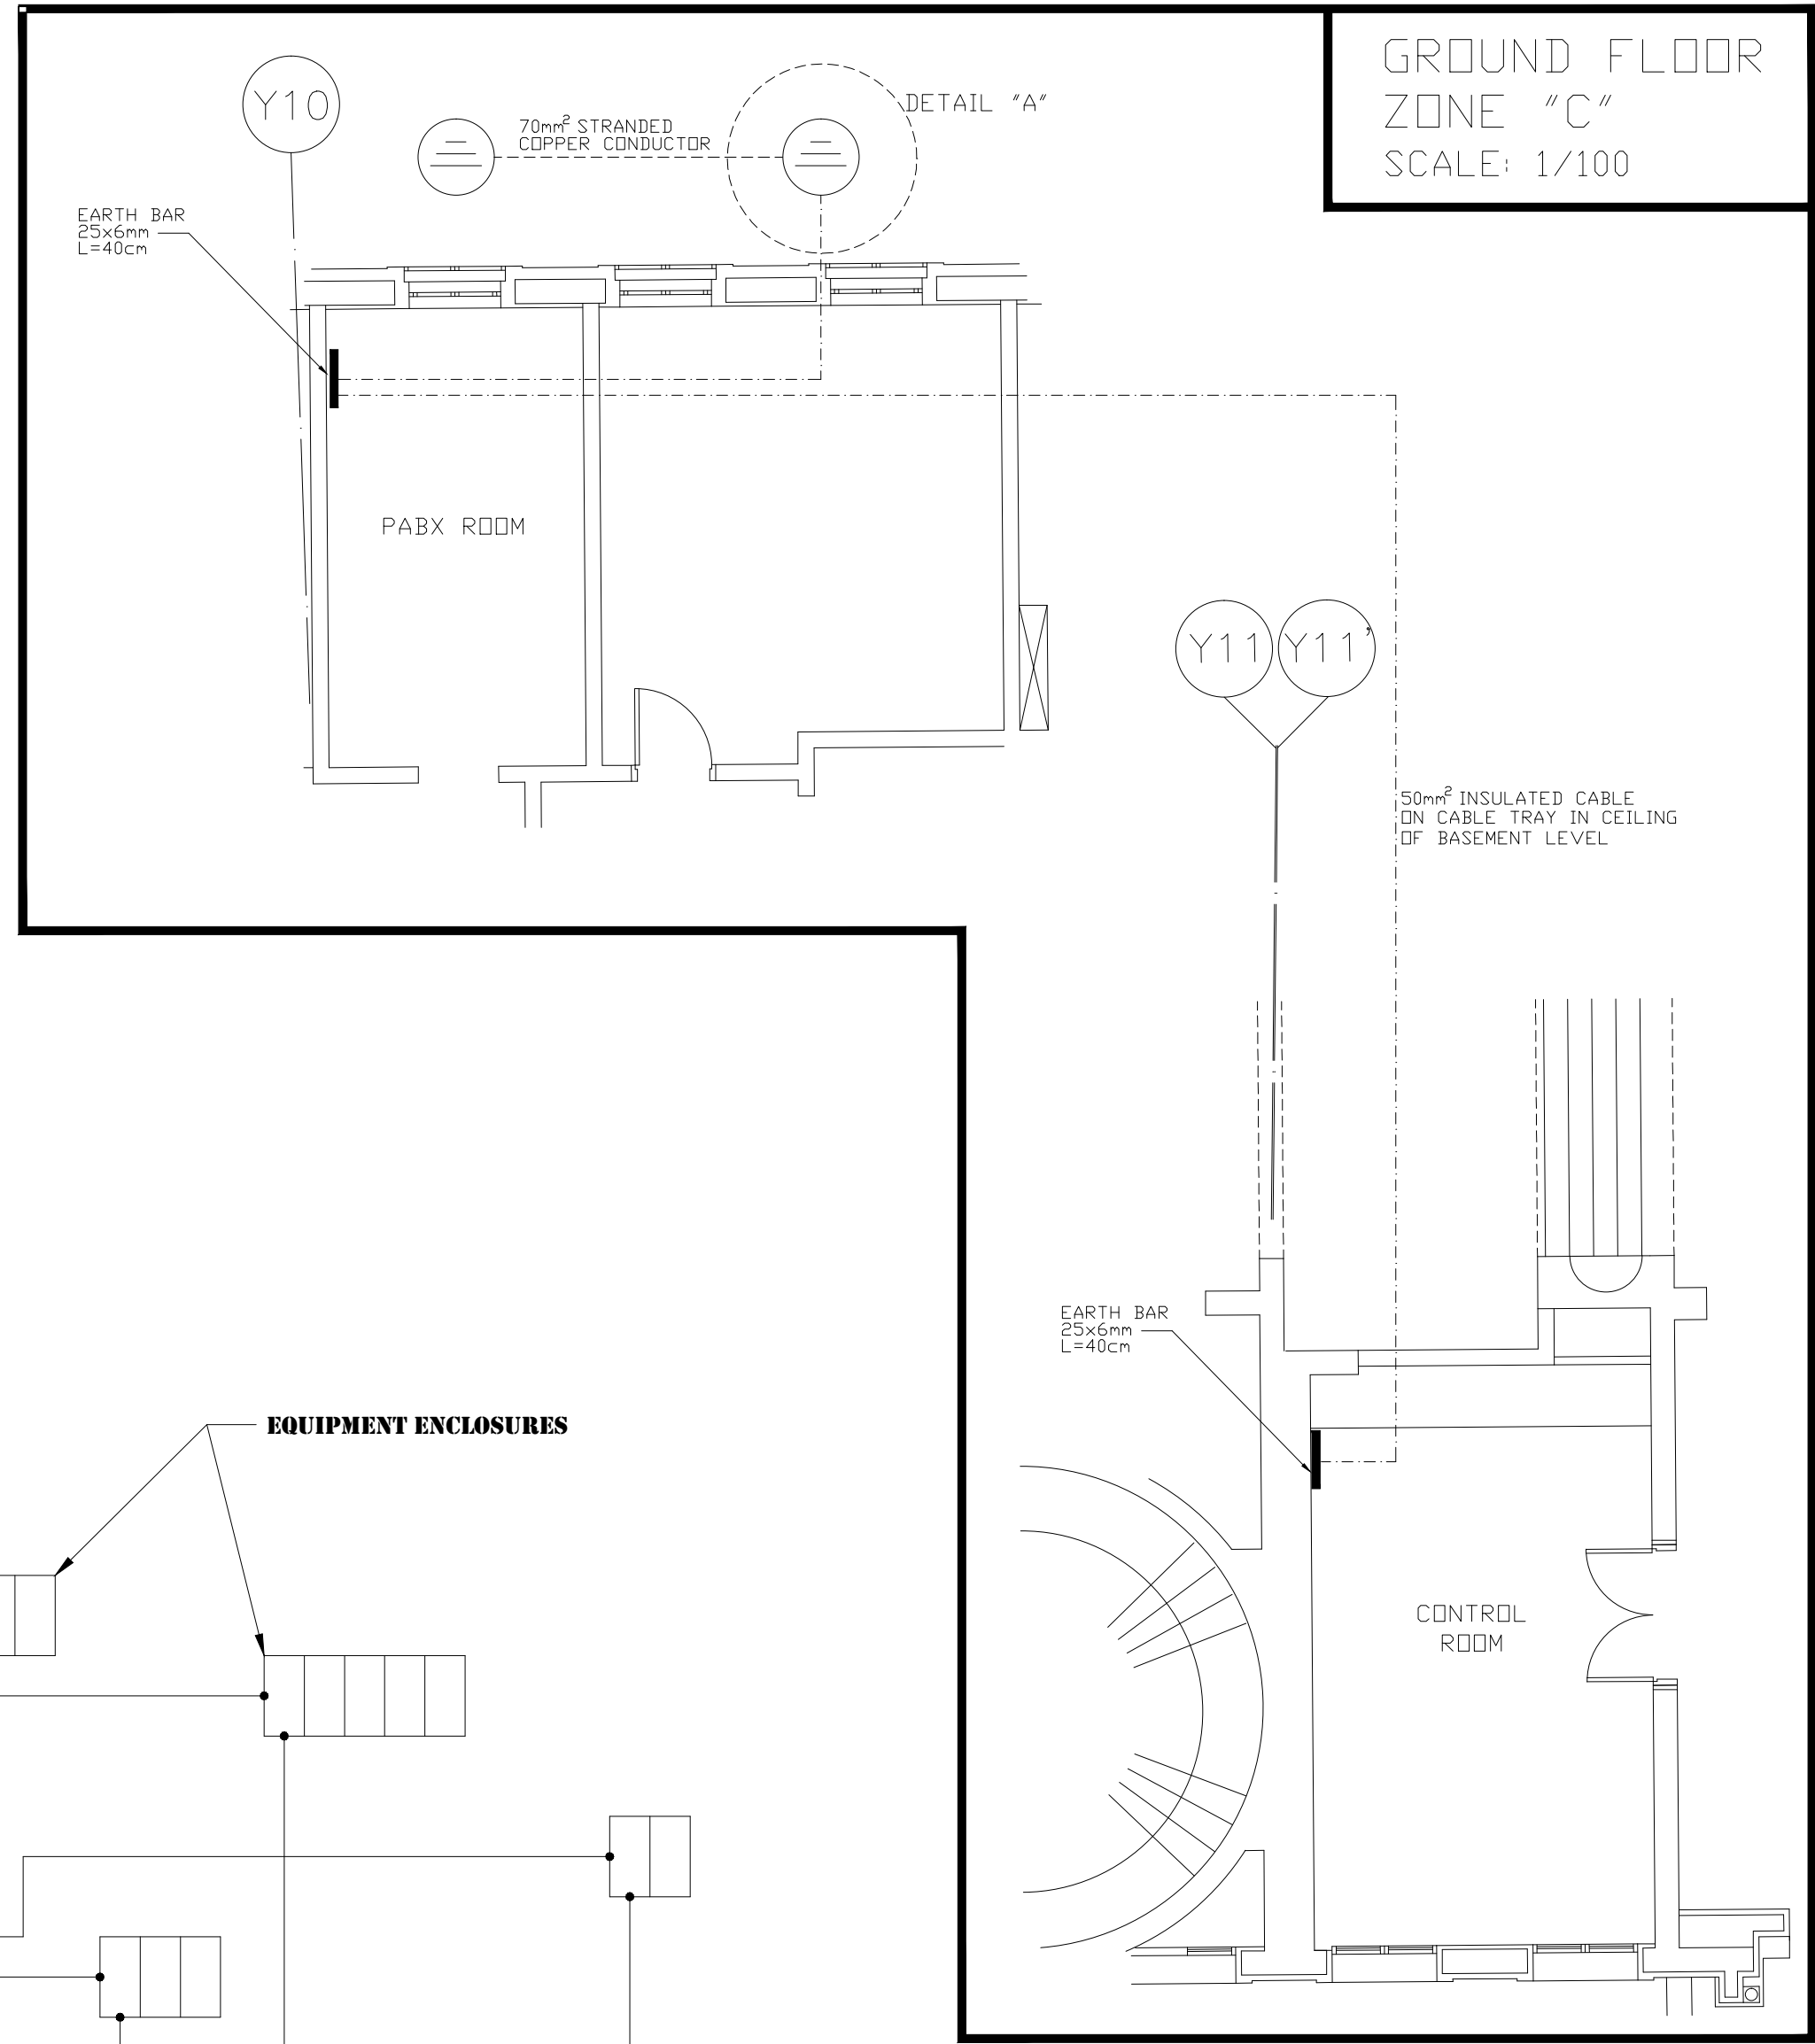 GROUND FLOOR
ZONE "C"
SCALE: 1/100
Y10
70mm² STRANDED
COPPER CONDUCTOR
DETAIL "A"
EARTH BAR
25x6mm
L=40cm
PABX ROOM
Y11
Y11'
50mm² INSULATED CABLE
ON CABLE TRAY IN CEILING
OF BASEMENT LEVEL
EARTH BAR
25x6mm
L=40cm
EQUIPMENT ENCLOSURES
CONTROL
ROOM